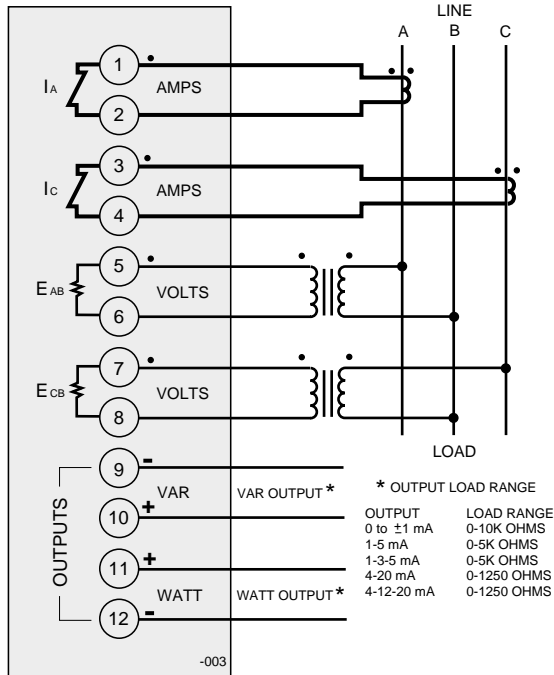 LINE
A B C
1
IA AMPS
2
3
IC AMPS
4
5
EAB VOLTS
6
7
ECB VOLTS
8
LOAD
9 -
VAR VAR OUTPUT *
10 +
OUTPUTS
11 +
WATT WATT OUTPUT *
12 -
* OUTPUT LOAD RANGE
OUTPUT LOAD RANGE
0 to ±1 mA 0-10K OHMS
1-5 mA 0-5K OHMS
1-3-5 mA 0-5K OHMS
4-20 mA 0-1250 OHMS
4-12-20 mA 0-1250 OHMS
-003